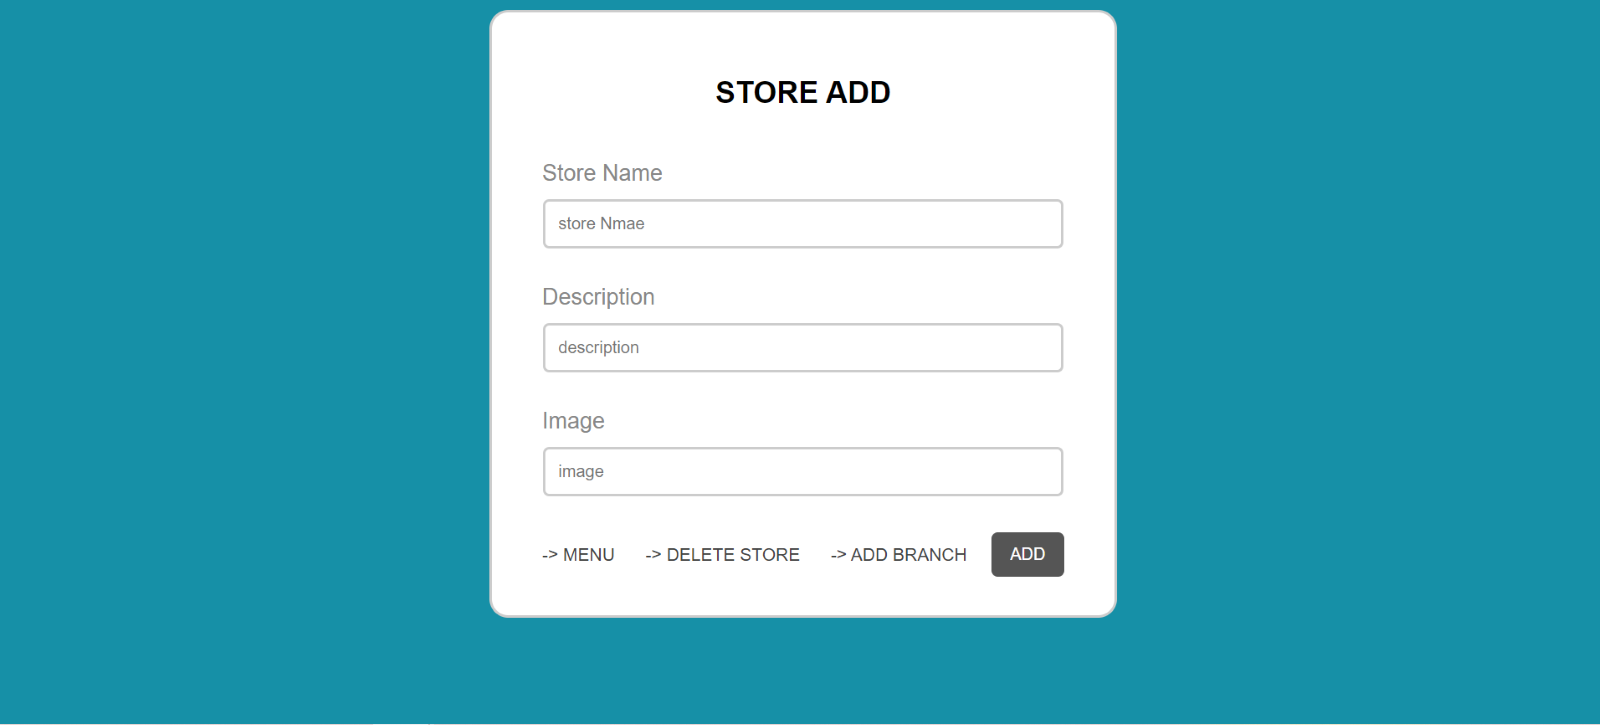 STORE ADD
Store Name
store Nmae
Description
description
Image
image
-> MENU -> DELETE STORE -> ADD BRANCH ADD